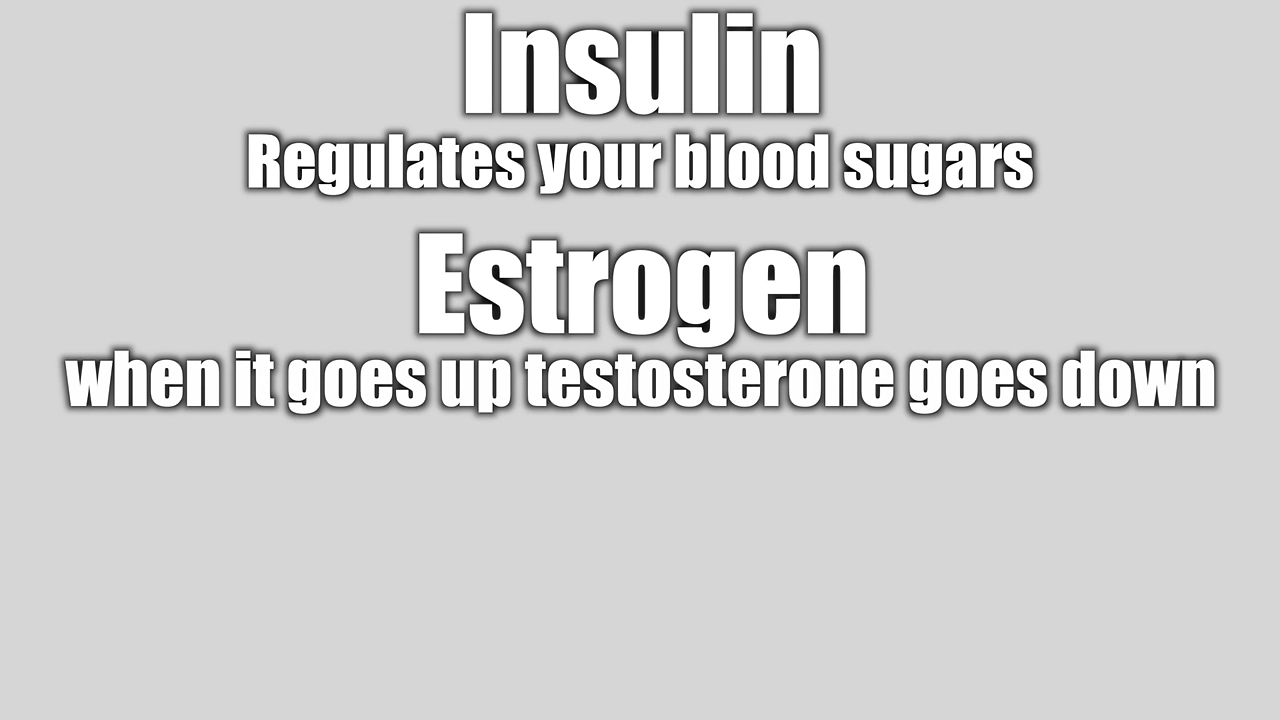 Insulin
Regulates your blood sugars
Estrogen
when it goes up testosterone goes down